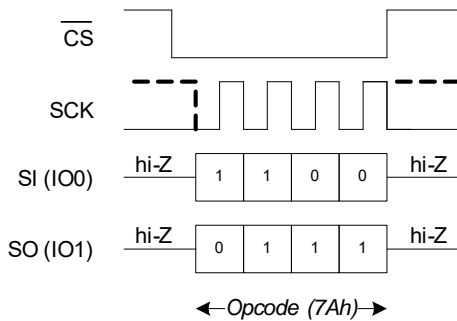 CS
SCK
hi-Z hi-Z
SI (IO0) 1 1 0 0
hi-Z hi-Z
SO (IO1) 0 1 1 1
Opcode (7Ah)